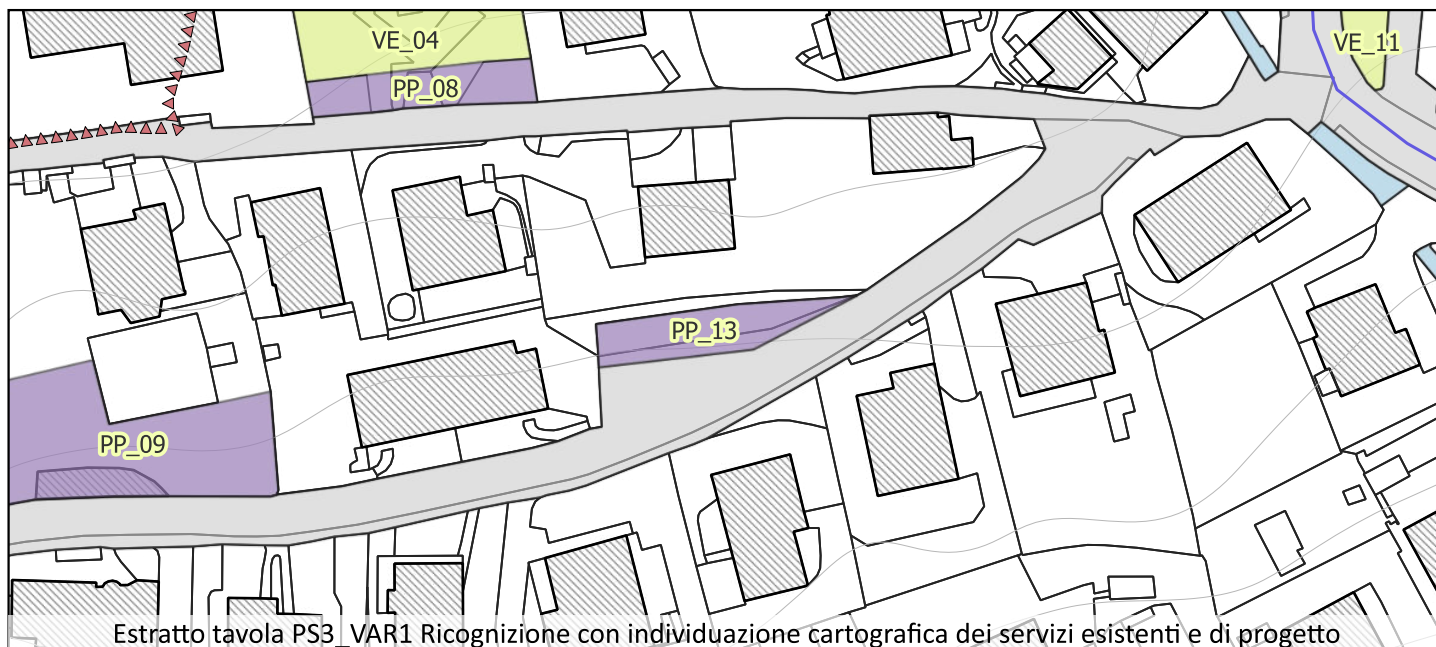 VE_04
VE_11
PP_08
PP_13
PP_09
Estratto tavola PS3_VAR1 Ricognizione con individuazione cartografica dei servizi esistenti e di progetto